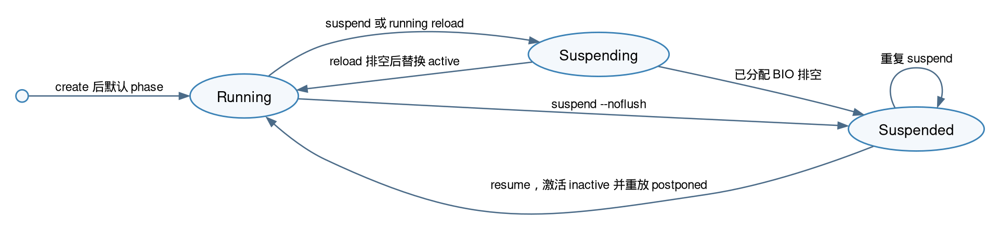 suspend 或 running reload
Suspending
reload 排空后替换 active
重复 suspend
已分配 BIO 排空
create 后默认 phase
Running
suspend --noflush
Suspended
resume，激活 inactive 并重放 postponed